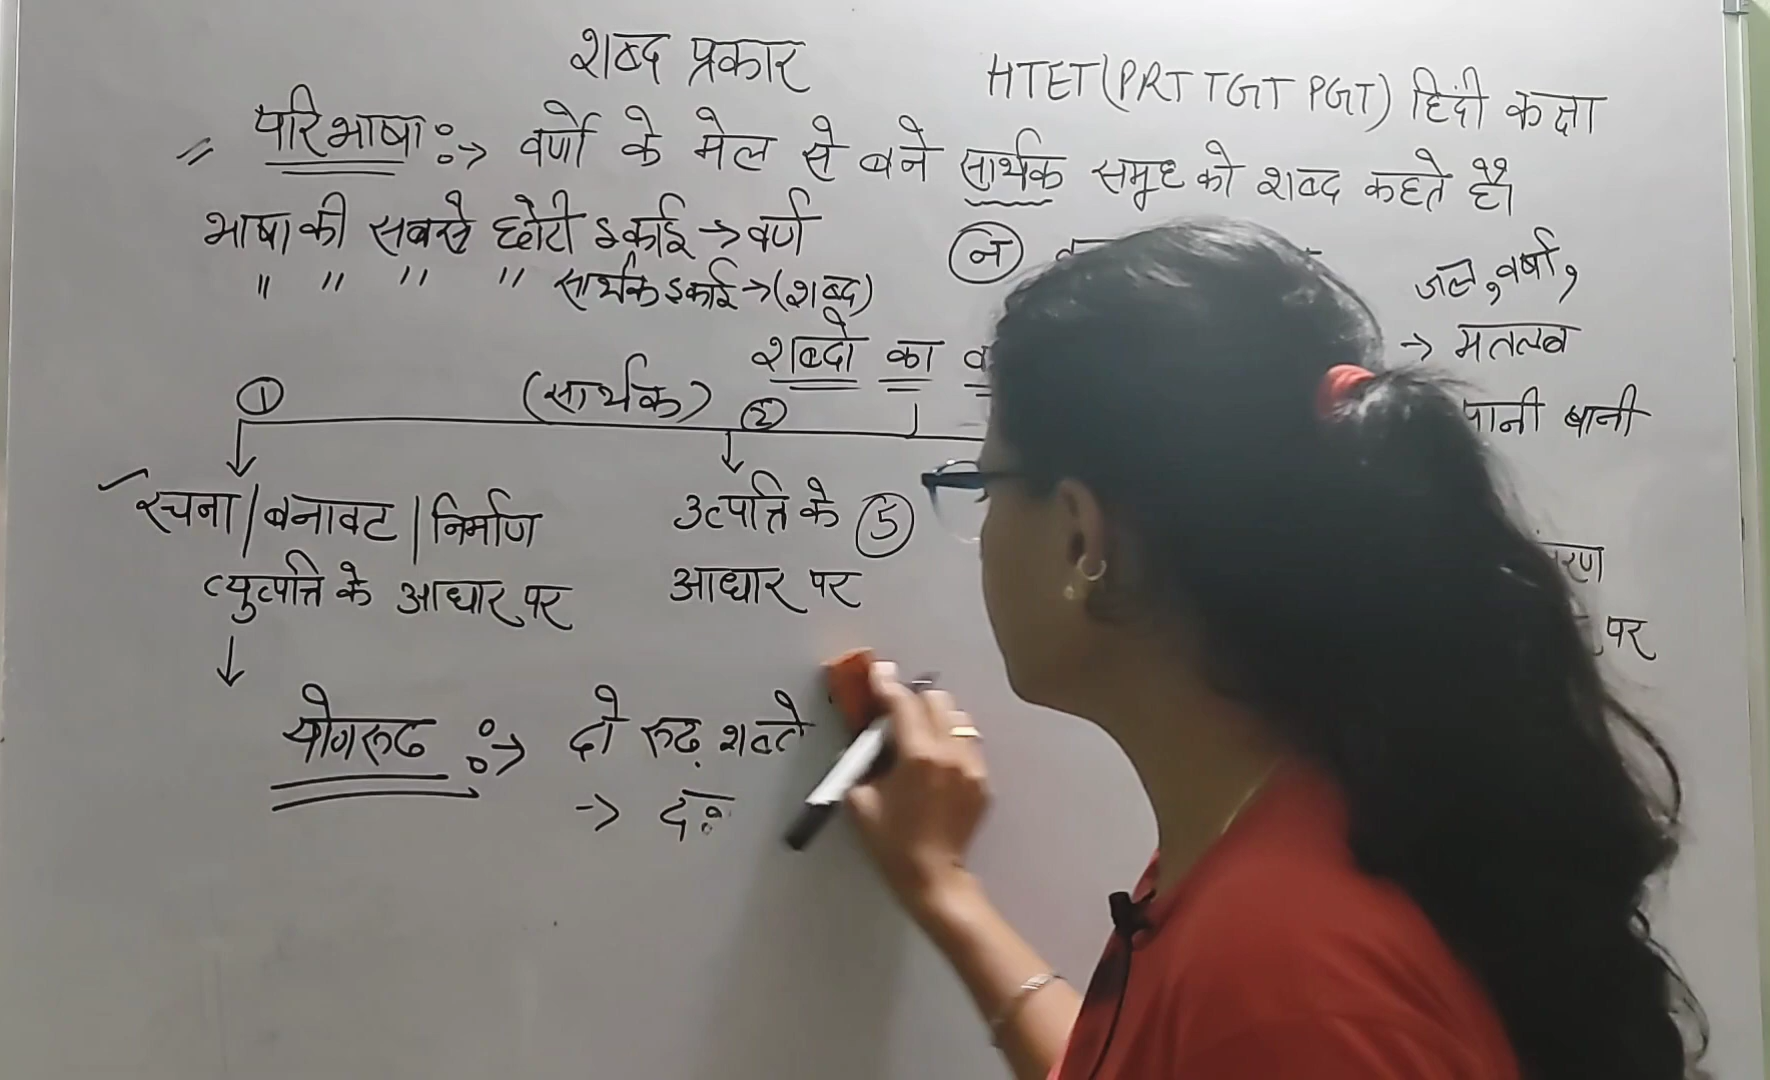 शब्द प्रकार
HTET(PRT TGT PGT) हिंदी कक्षा
परिभाषा :-> वर्णो के मेल से बने सार्थक समूह को शब्द कहते है।
भाषा की सबसे छोटी इकाई -> वर्ण
" " " " सार्थक इकाई -> (शब्द)
जल, वर्षा,
-> मतलब
पानी बानी
शब्दो का
(सार्थक)
① ②
रचना/बनावट/निर्माण
व्युत्पत्ति के आधार पर
उत्पत्ति के ⑤
आधार पर
पर
योगरूढ :-> दो रूढ़
->